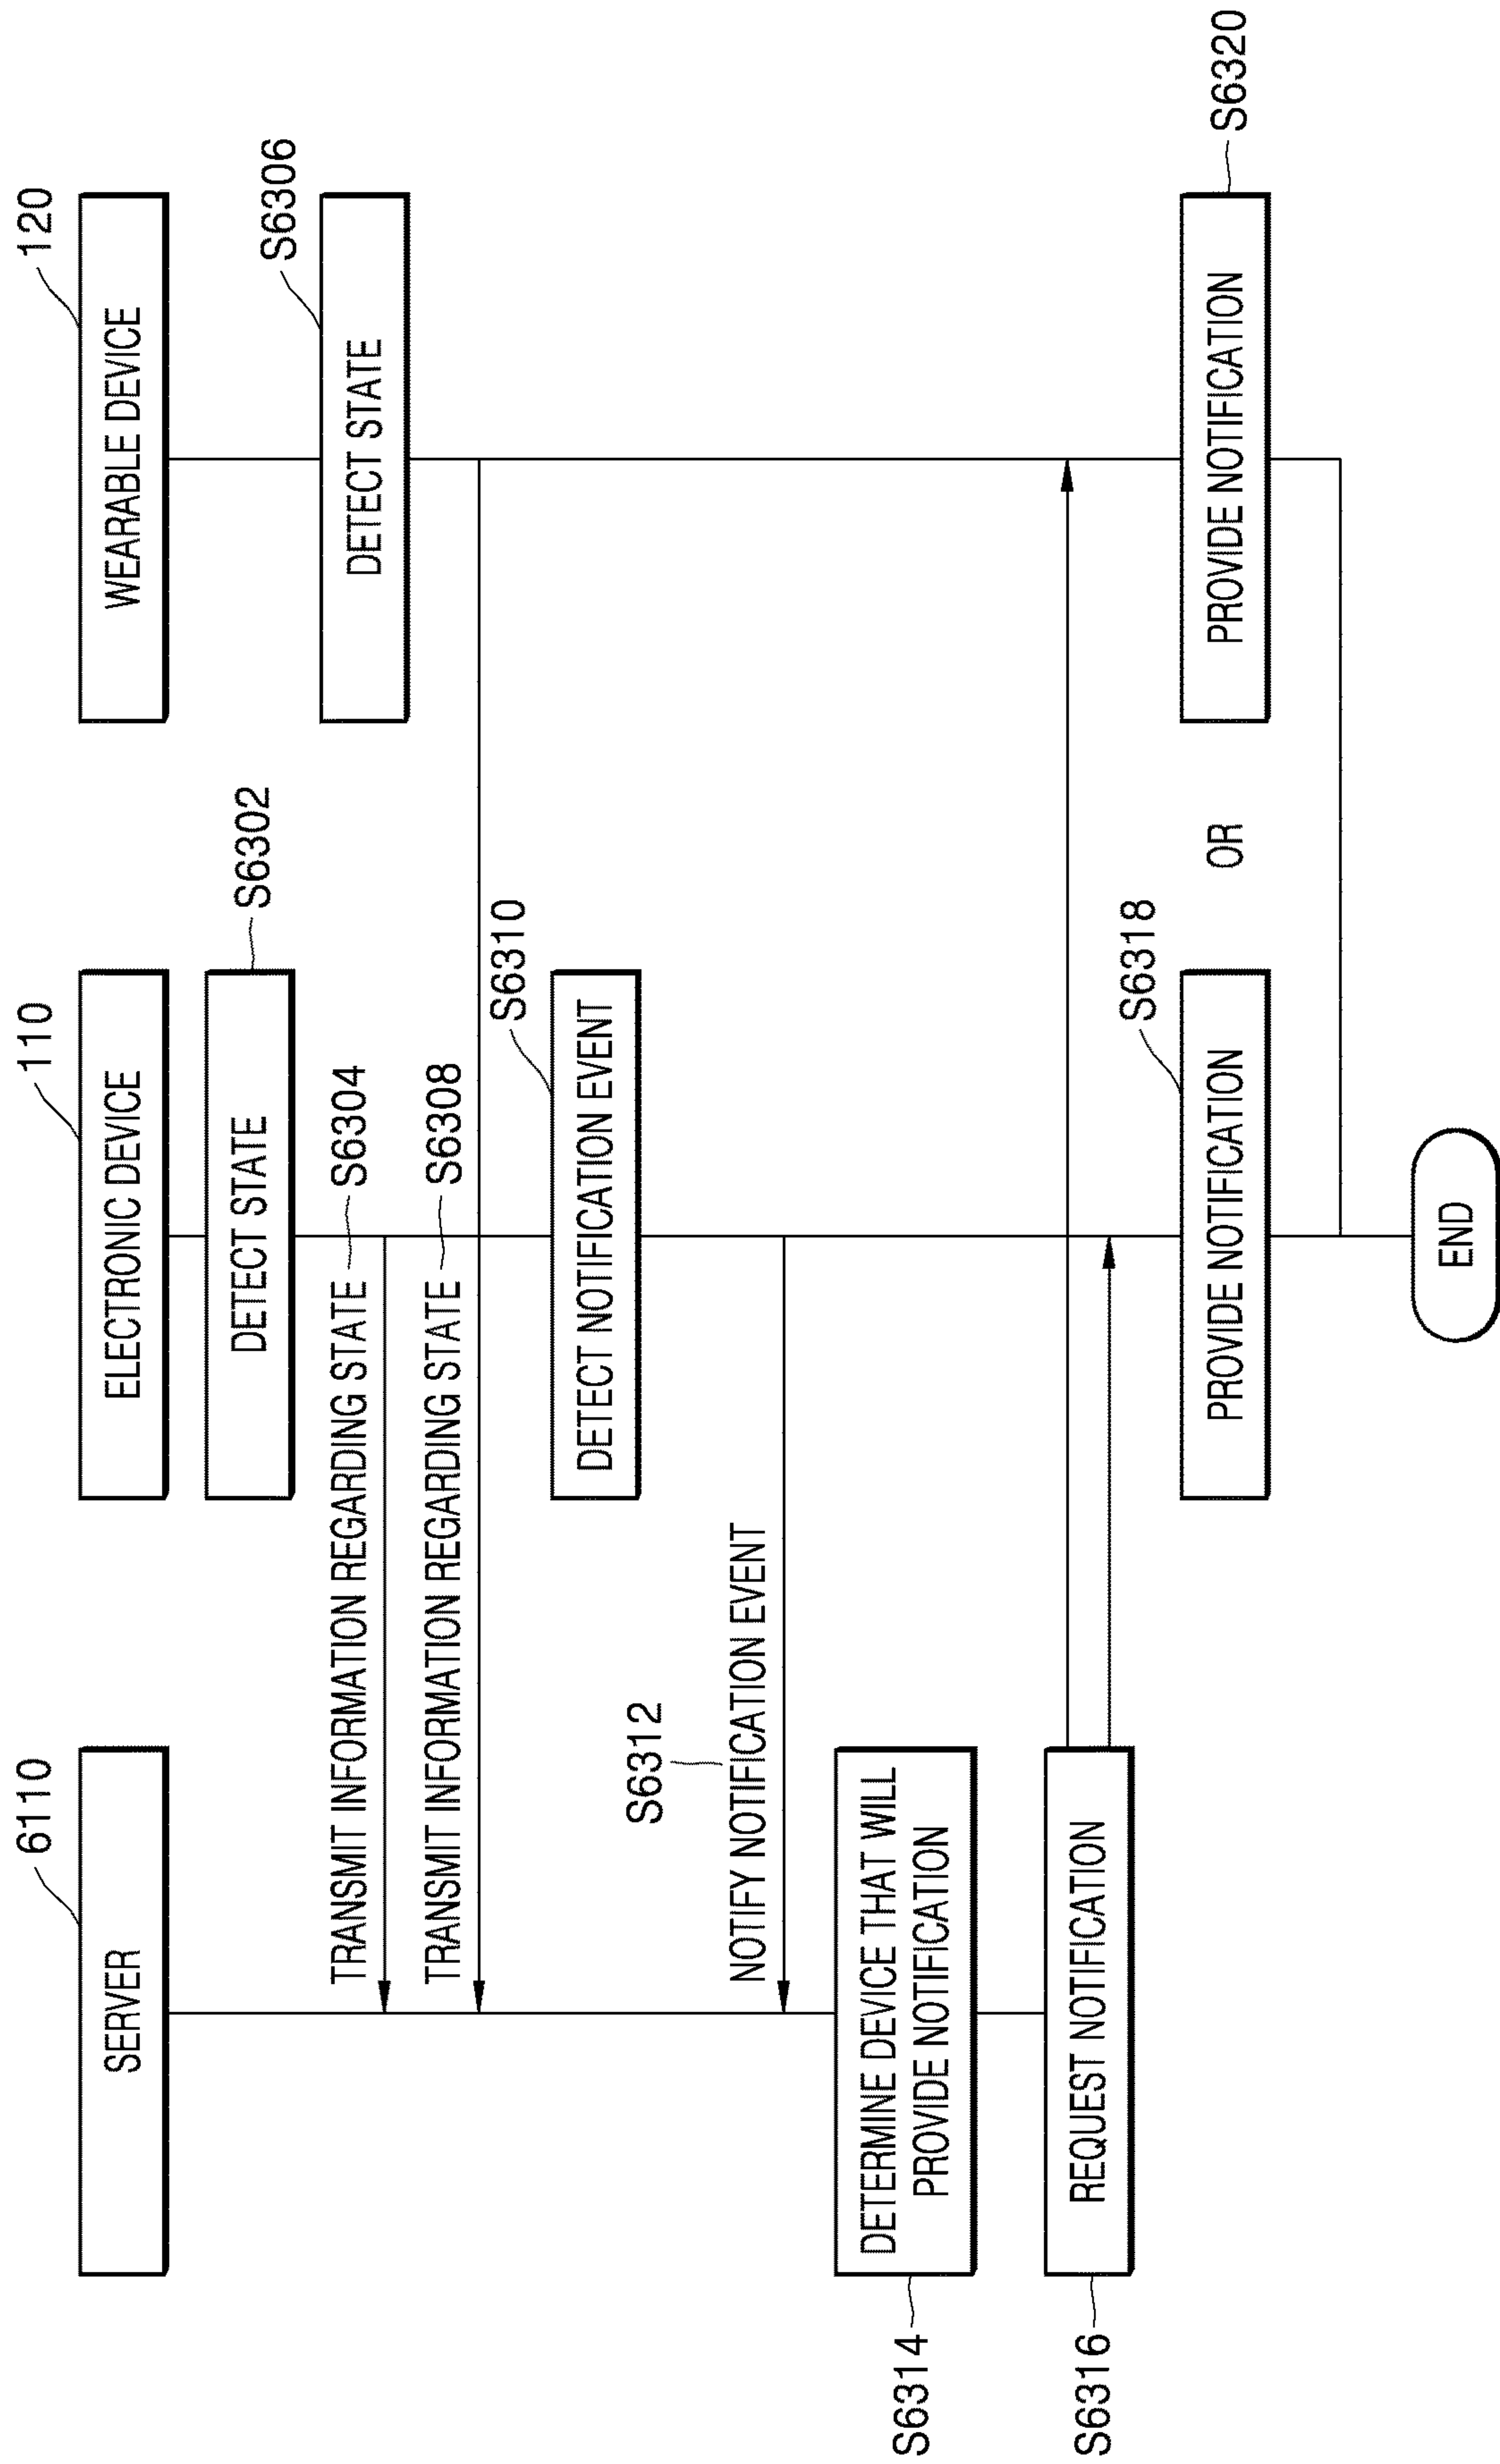 6110
110
120
SERVER
ELECTRONIC DEVICE
WEARABLE DEVICE
DETECT STATE
S6302
TRANSMIT INFORMATION REGARDING STATE
S6304
DETECT STATE
S6306
TRANSMIT INFORMATION REGARDING STATE
S6308
DETECT NOTIFICATION EVENT
S6310
S6312
NOTIFY NOTIFICATION EVENT
DETERMINE DEVICE THAT WILL
PROVIDE NOTIFICATION
S6314
REQUEST NOTIFICATION
S6316
S6318
PROVIDE NOTIFICATION
OR
PROVIDE NOTIFICATION
S6320
END